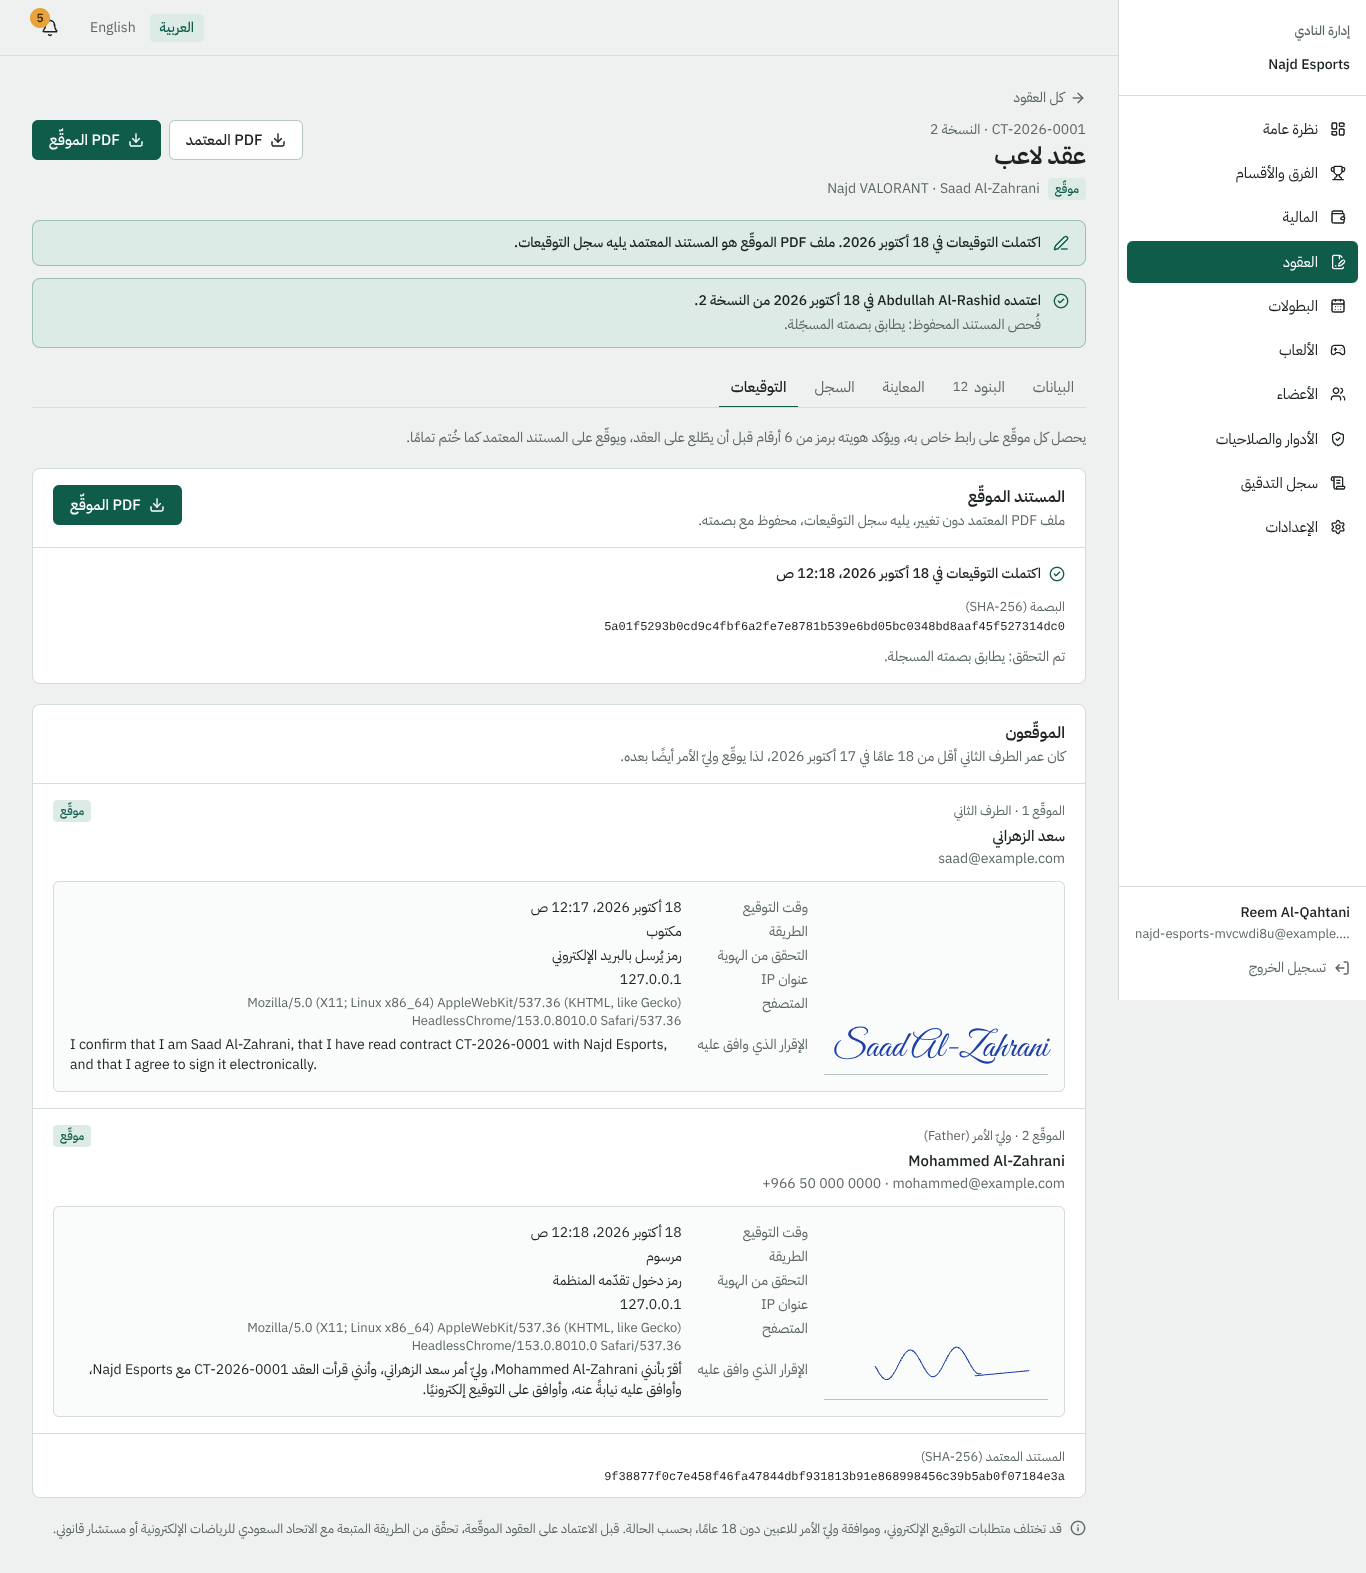 إدارة النادي
Najd Esports
نظرة عامة
الفرق والأقسام
المالية
العقود
البطولات
الألعاب
الأعضاء
الأدوار والصلاحيات
سجل التدقيق
الإعدادات
Reem Al-Qahtani
najd-esports-mvcwdi8u@example.…
تسجيل الخروج
العربية
English
5
كل العقود
CT-2026-0001 · النسخة 2
عقد لاعب
موقّع
Najd VALORANT · Saad Al-Zahrani
PDF المعتمد
PDF الموقّع
اكتملت التوقيعات في 18 أكتوبر 2026. ملف PDF الموقّع هو المستند المعتمد يليه سجل التوقيعات.
اعتمده Abdullah Al-Rashid في 18 أكتوبر 2026 من النسخة 2.
فُحص المستند المحفوظ: يطابق بصمته المسجّلة.
البيانات
البنود 12
المعاينة
السجل
التوقيعات
يحصل كل موقّع على رابط خاص به، ويؤكد هويته برمز من 6 أرقام قبل أن يطّلع على العقد، ويوقّع على المستند المعتمد كما خُتم تمامًا.
المستند الموقّع
ملف PDF المعتمد دون تغيير، يليه سجل التوقيعات، محفوظ مع بصمته.
PDF الموقّع
اكتملت التوقيعات في 18 أكتوبر 2026، 12:18 ص
البصمة (SHA-256)
5a01f5293b0cd9c4fbf6a2fe7e8781b539e6bd05bc0348bd8aaf45f527314dc0
تم التحقق: يطابق بصمته المسجلة.
الموقّعون
كان عمر الطرف الثاني أقل من 18 عامًا في 17 أكتوبر 2026، لذا يوقّع وليّ الأمر أيضًا بعده.
الموقّع 1 · الطرف الثاني
موقّع
سعد الزهراني
saad@example.com
وقت التوقيع
18 أكتوبر 2026، 12:17 ص
الطريقة
مكتوب
التحقق من الهوية
رمز يُرسل بالبريد الإلكتروني
عنوان IP
127.0.0.1
المتصفح
Mozilla/5.0 (X11; Linux x86_64) AppleWebKit/537.36 (KHTML, like Gecko)
HeadlessChrome/153.0.8010.0 Safari/537.36
الإقرار الذي وافق عليه
I confirm that I am Saad Al-Zahrani, that I have read contract CT-2026-0001 with Najd Esports,
and that I agree to sign it electronically.
Saad Al-Zahrani
الموقّع 2 · وليّ الأمر (Father)
موقّع
Mohammed Al-Zahrani
+966 50 000 0000 · mohammed@example.com
وقت التوقيع
18 أكتوبر 2026، 12:18 ص
الطريقة
مرسوم
التحقق من الهوية
رمز دخول تقدّمه المنظمة
عنوان IP
127.0.0.1
المتصفح
Mozilla/5.0 (X11; Linux x86_64) AppleWebKit/537.36 (KHTML, like Gecko)
HeadlessChrome/153.0.8010.0 Safari/537.36
الإقرار الذي وافق عليه
أقرّ بأنني Mohammed Al-Zahrani، وليّ أمر سعد الزهراني، وأنني قرأت العقد CT-2026-0001 مع Najd Esports،
وأوافق عليه نيابةً عنه، وأوافق على التوقيع إلكترونيًا.
المستند المعتمد (SHA-256)
9f38877f0c7e458f46fa47844dbf931813b91e868998456c39b5ab0f07184e3a
قد تختلف متطلبات التوقيع الإلكتروني، وموافقة وليّ الأمر للاعبين دون 18 عامًا، بحسب الحالة. قبل الاعتماد على العقود الموقّعة، تحقّق من الطريقة المتبعة مع الاتحاد السعودي للرياضات الإلكترونية أو مستشار قانوني.